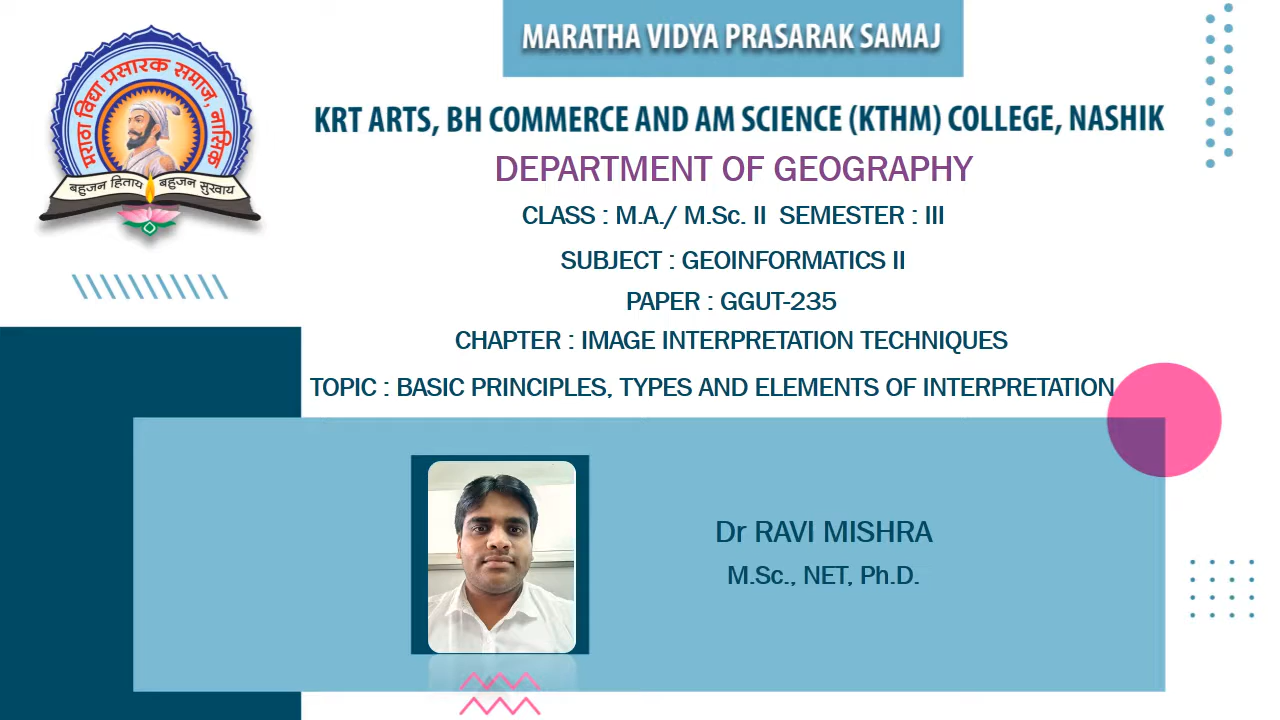 मराठा विद्या प्रसारक समाज, नाशिक
बहुजन हिताय बहुजन सुखाय
MARATHA VIDYA PRASARAK SAMAJ
KRT ARTS, BH COMMERCE AND AM SCIENCE (KTHM) COLLEGE, NASHIK
DEPARTMENT OF GEOGRAPHY
CLASS : M.A./ M.Sc. II  SEMESTER : III
SUBJECT : GEOINFORMATICS II
PAPER : GGUT-235
CHAPTER : IMAGE INTERPRETATION TECHNIQUES
TOPIC : BASIC PRINCIPLES, TYPES AND ELEMENTS OF INTERPRETATION
Dr RAVI MISHRA
M.Sc., NET, Ph.D.